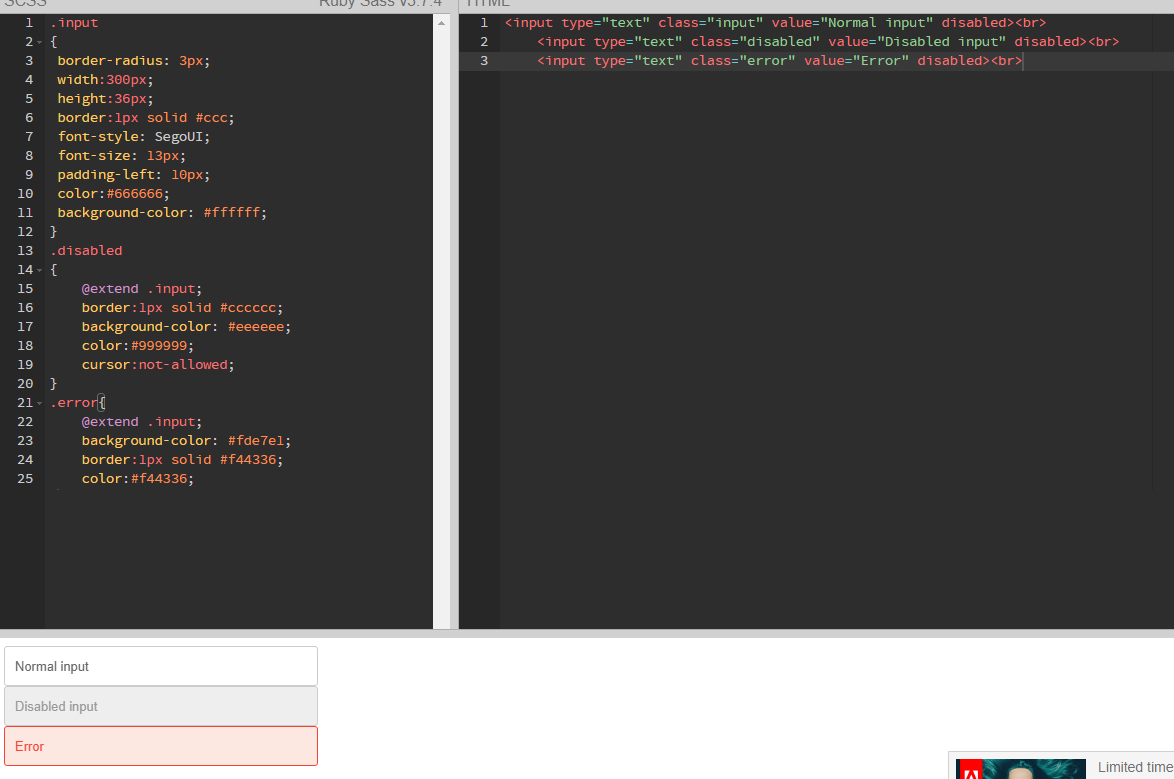 SCSS
Ruby Sass v3.7.4
HTML
1 .input
2 {
3 border-radius: 3px;
4 width:300px;
5 height:36px;
6 border:1px solid #ccc;
7 font-style: SegoUI;
8 font-size: 13px;
9 padding-left: 10px;
10 color:#666666;
11 background-color: #ffffff;
12 }
13 .disabled
14 {
15 @extend .input;
16 border:1px solid #cccccc;
17 background-color: #eeeeee;
18 color:#999999;
19 cursor:not-allowed;
20 }
21 .error{
22 @extend .input;
23 background-color: #fde7e1;
24 border:1px solid #f44336;
25 color:#f44336;
1 <input type="text" class="input" value="Normal input" disabled><br>
2 <input type="text" class="disabled" value="Disabled input" disabled><br>
3 <input type="text" class="error" value="Error" disabled><br>
Normal input
Disabled input
Error
Limited time